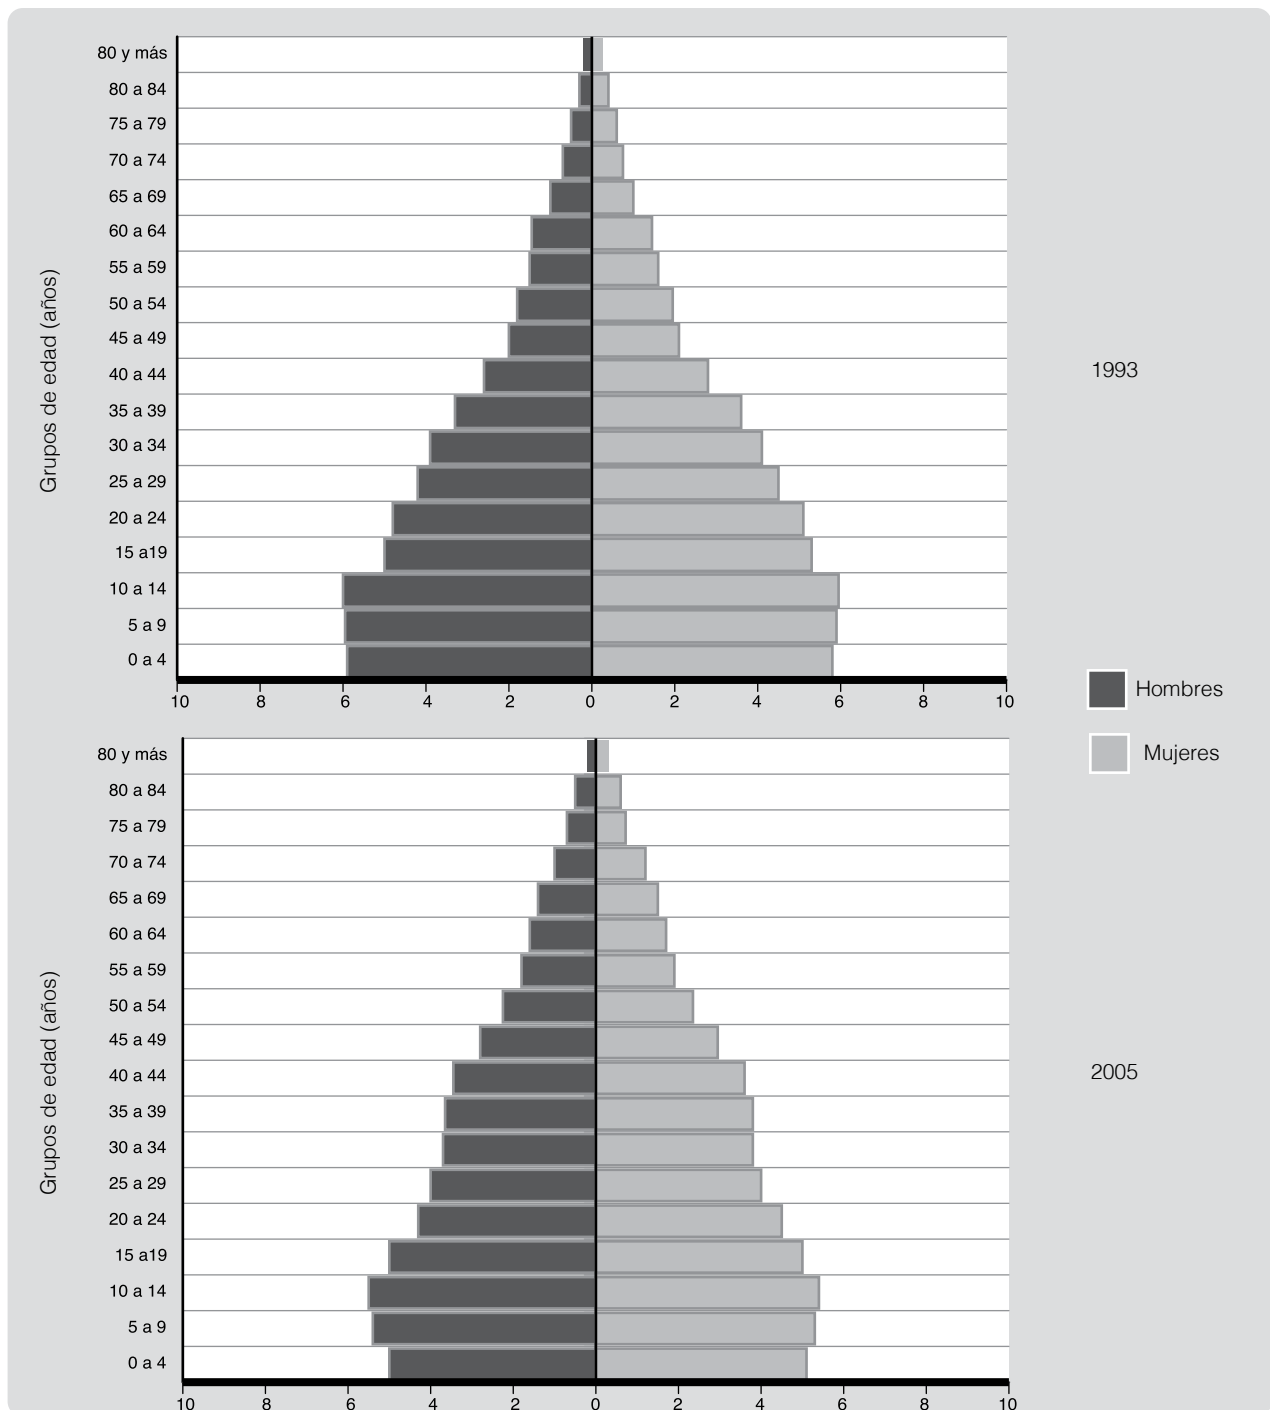 80 y más
80 a 84
75 a 79
70 a 74
65 a 69
60 a 64
55 a 59
50 a 54
45 a 49
40 a 44
35 a 39
30 a 34
25 a 29
20 a 24
15 a19
10 a 14
5 a 9
0 a 4
Grupos de edad (años)
10 8 6 4 2 0 2 4 6 8 10
1993
Hombres
Mujeres
80 y más
80 a 84
75 a 79
70 a 74
65 a 69
60 a 64
55 a 59
50 a 54
45 a 49
40 a 44
35 a 39
30 a 34
25 a 29
20 a 24
15 a19
10 a 14
5 a 9
0 a 4
Grupos de edad (años)
10 8 6 4 2 0 2 4 6 8 10
2005